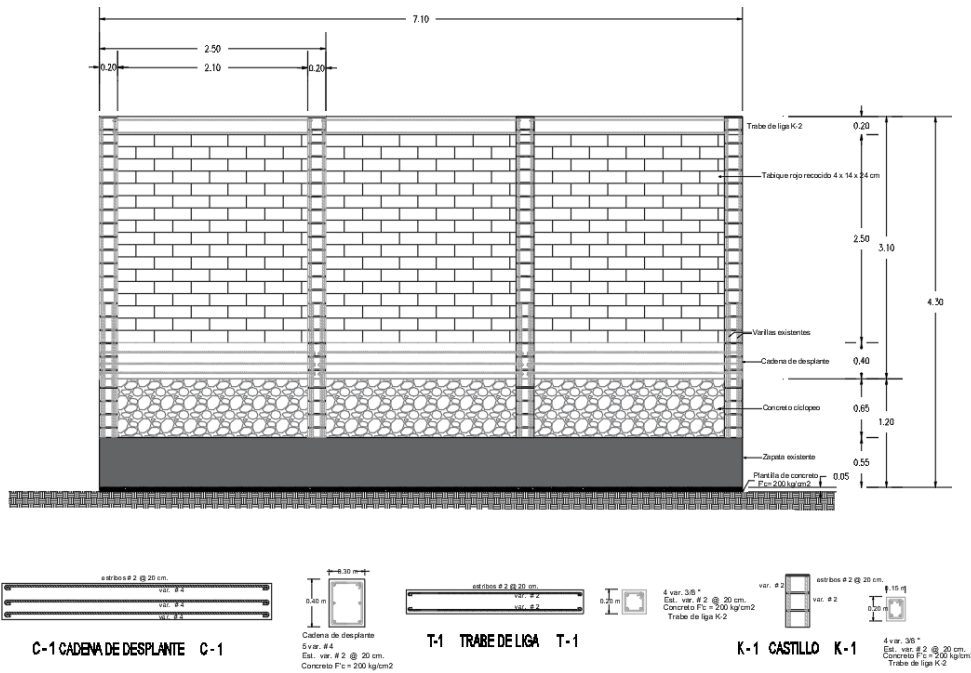 7.10
2.50
0.20
2.10
0.20
Trabe de liga K-2
0.20
Tabique rojo recocido 4 x 14 x 24 cm
2.50
3.10
4.30
Varillas existentes
Cadena de desplante
0.40
Concreto ciclopeo
0.65
1.20
Zapata existente
0.55
Plantilla de concreto
F'c= 200 kg/cm2
0.05
estribos # 2 @ 20 cm.
var. # 4
var. # 4
var. # 4
C-1 CADENA DE DESPLANTE C-1
0.30 m
0.40 m
Cadena de desplante
5 var. # 4
Est. var. # 2 @ 20 cm.
Concreto F'c = 200 kg/cm2
estribos # 2 @ 20 cm.
var. # 2
var. # 2
T-1 TRABE DE LIGA T-1
0.20 m
4 var. 3/8 "
Est. var. # 2 @ 20 cm.
Concreto F'c = 200 kg/cm2
Trabe de liga K-2
estribos # 2 @ 20 cm.
var. # 2
var. # 2
K-1 CASTILLO K-1
0.15 m
0.20 m
4 var. 3/8 "
Est. var. # 2 @ 20 cm.
Concreto F'c = 200 kg/cm
Trabe de liga K-2